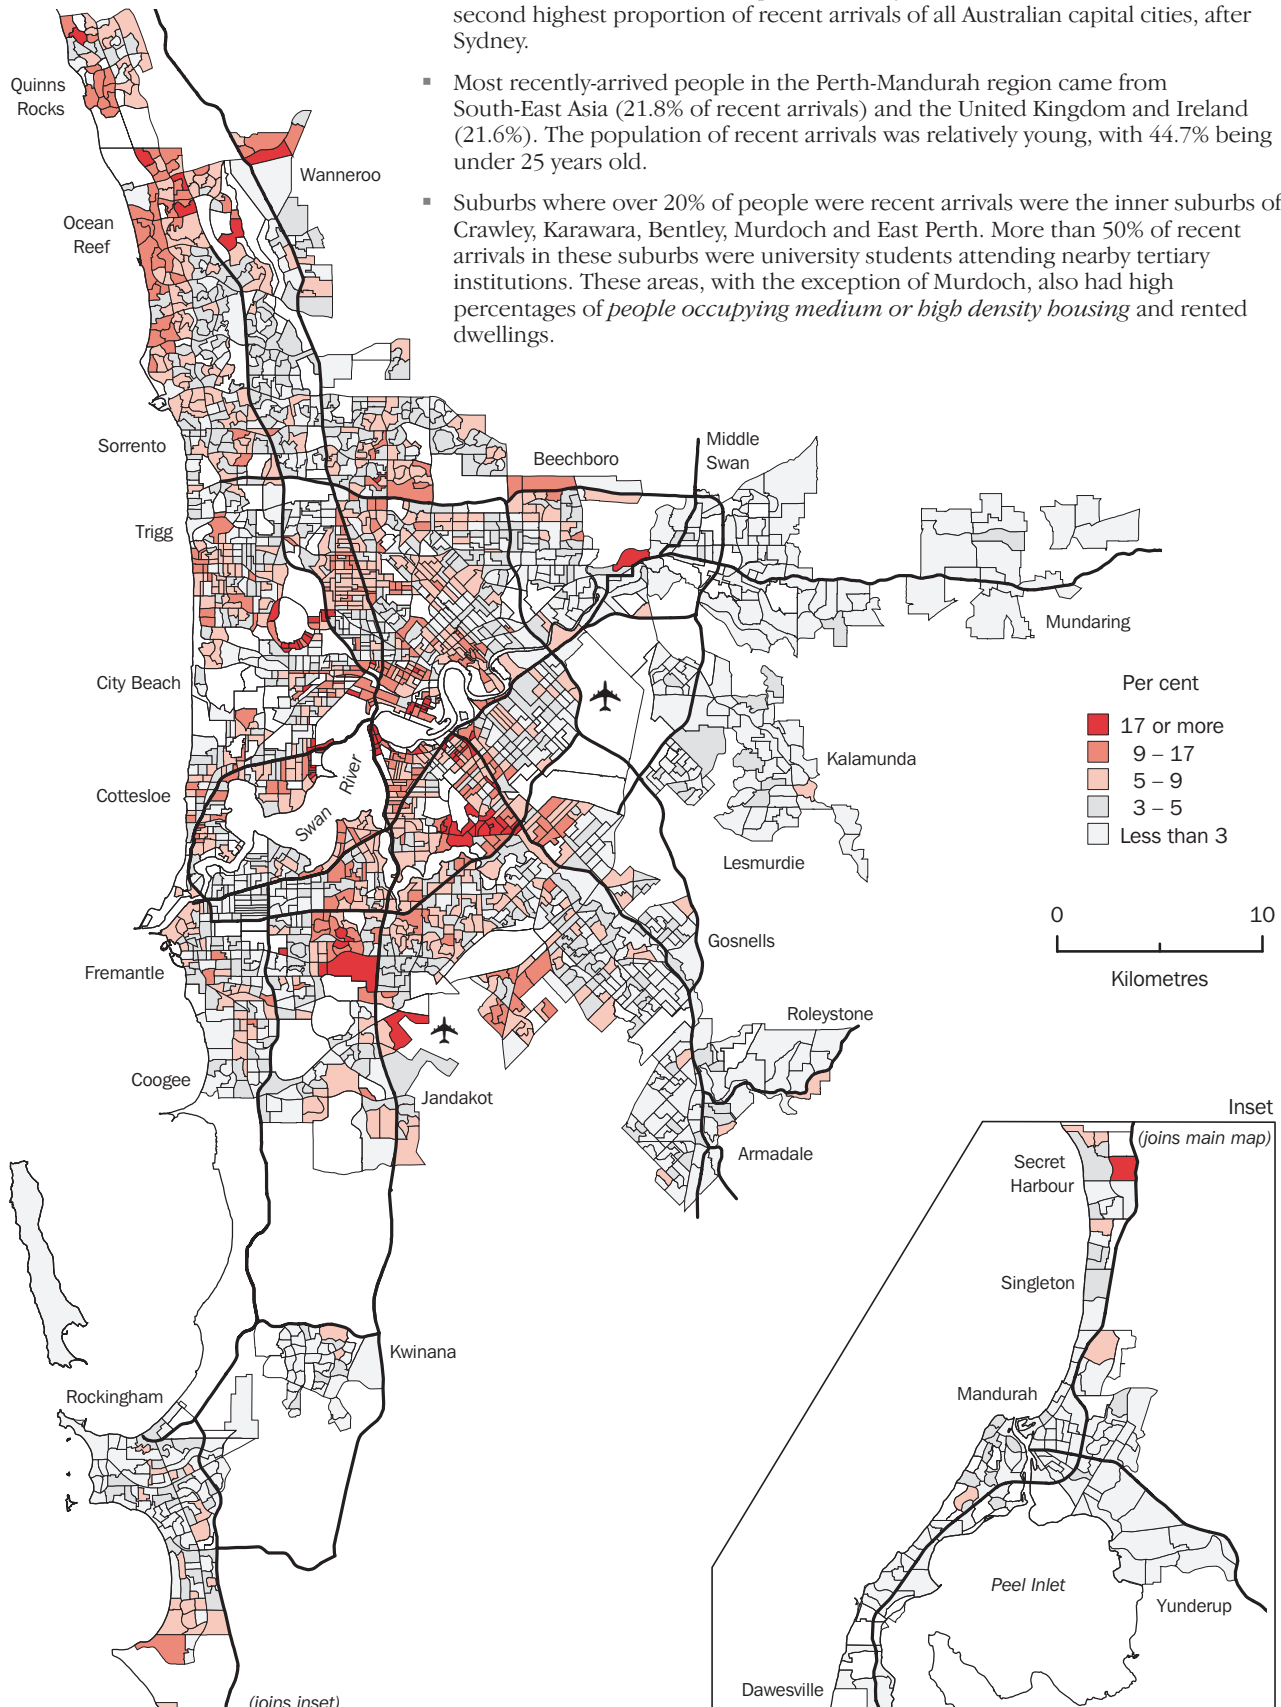 second highest proportion of recent arrivals of all Australian capital cities, after
Sydney.
▪ Most recently-arrived people in the Perth-Mandurah region came from
South-East Asia (21.8% of recent arrivals) and the United Kingdom and Ireland
(21.6%). The population of recent arrivals was relatively young, with 44.7% being
under 25 years old.
▪ Suburbs where over 20% of people were recent arrivals were the inner suburbs of
Crawley, Karawara, Bentley, Murdoch and East Perth. More than 50% of recent
arrivals in these suburbs were university students attending nearby tertiary
institutions. These areas, with the exception of Murdoch, also had high
percentages of people occupying medium or high density housing and rented
dwellings.
Quinns
Rocks
Wanneroo
Ocean
Reef
Sorrento
Beechboro
Middle
Swan
Trigg
Mundaring
City Beach
Per cent
17 or more
9 – 17
5 – 9
3 – 5
Less than 3
Kalamunda
Cottesloe
Swan River
Lesmurdie
0 10
Kilometres
Gosnells
Fremantle
Roleystone
Coogee
Jandakot
Armadale
Inset
(joins main map)
Secret
Harbour
Singleton
Kwinana
Rockingham
Mandurah
Peel Inlet
Yunderup
Dawesville
(joins inset)